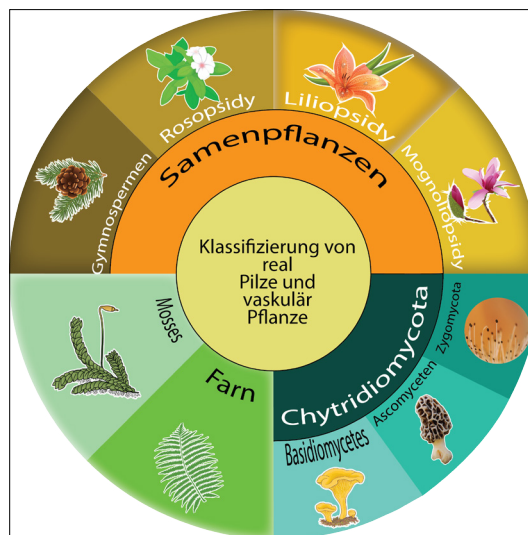 Klassifizierung von
real
Pilze und
vaskulär
Pflanze
Samenpflanzen
Gymnospermen
Rosopsidy
Liliopsidy
Mognoliopsidy
Chytridiomycota
Zygomycota
Ascomyceten
Basidiomycetes
Farn
Mosses